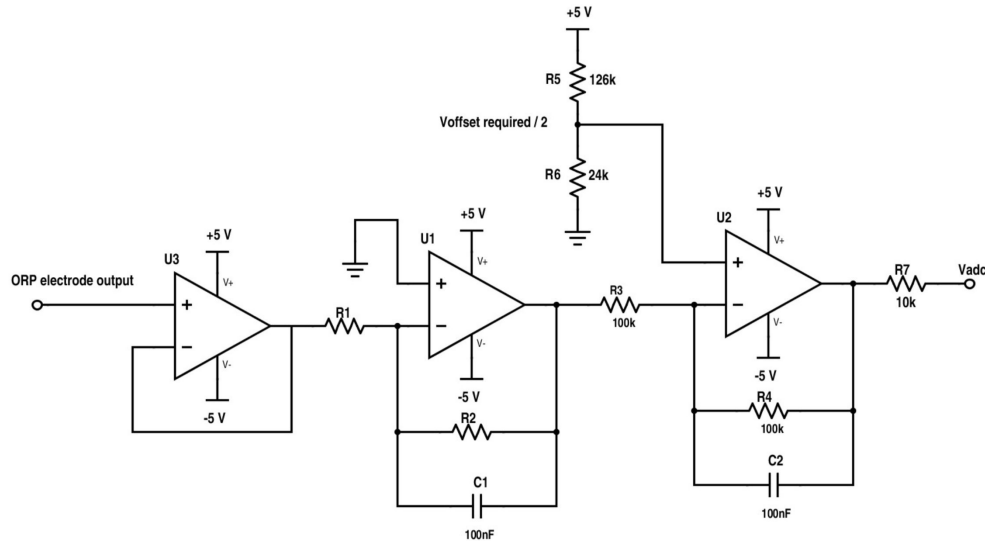 +5 V
R5
126k
Voffset required / 2
R6
24k
+5 V
U2
V+
+5 V
U1
V+
+5 V
U3
V+
ORP electrode output
+
−
V-
-5 V
R1
+
−
V-
-5 V
R2
C1
100nF
R3
100k
+
−
V-
-5 V
R4
100k
C2
100nF
R7
10k
Vadc